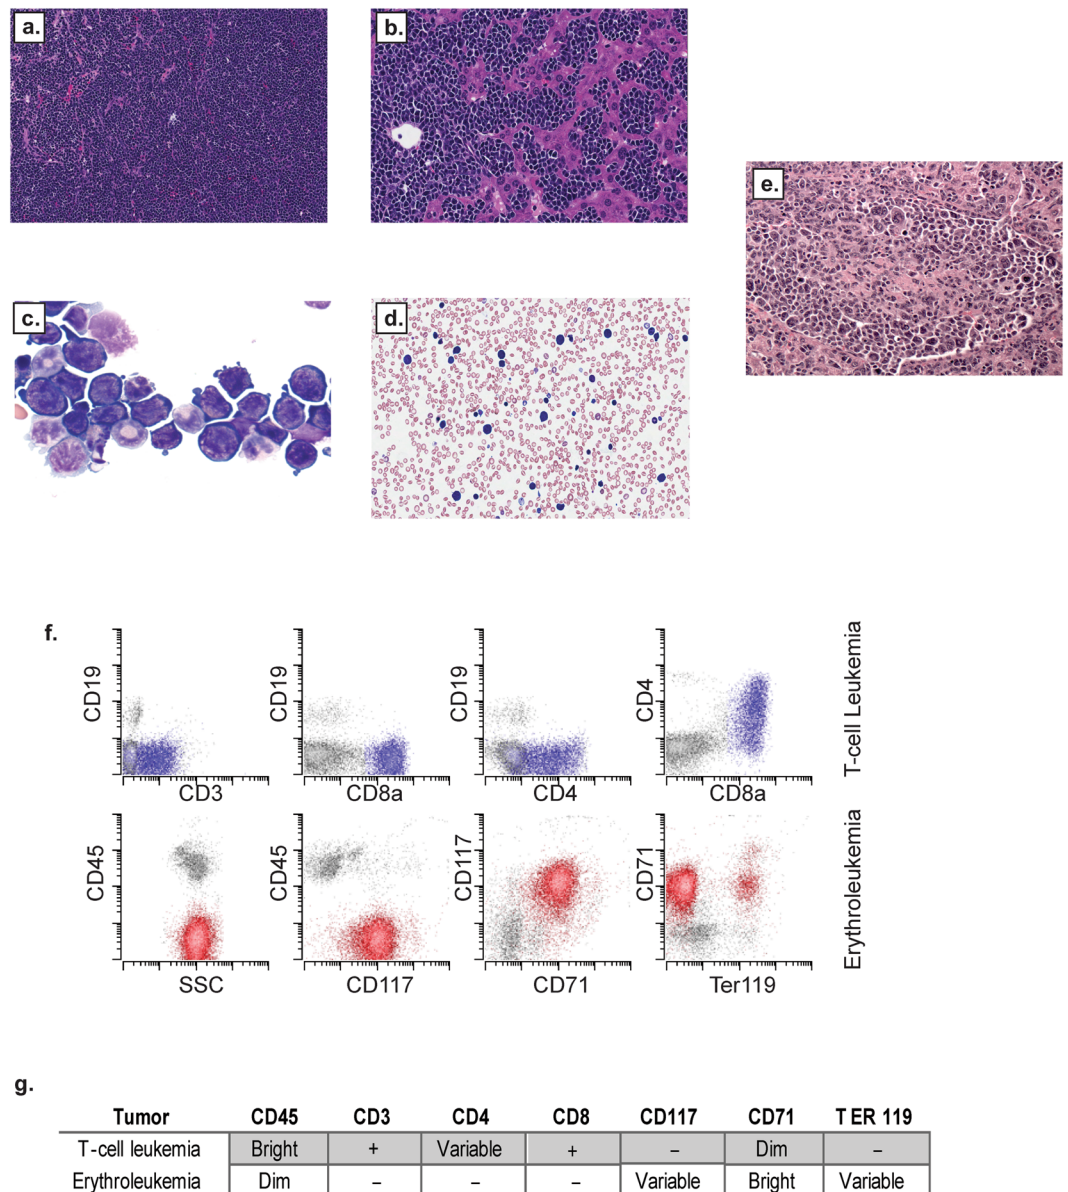 a.
b.
e.
c.
d.
f.
CD19
CD3
CD19
CD8a
CD19
CD4
CD4
CD8a
T-cell Leukemia
CD45
SSC
CD45
CD117
CD117
CD71
CD71
Ter119
Erythroleukemia
g.
Tumor CD45 CD3 CD4 CD8 CD117 CD71 T ER 119
T-cell leukemia Bright + Variable + – Dim –
Erythroleukemia Dim – – – Variable Bright Variable